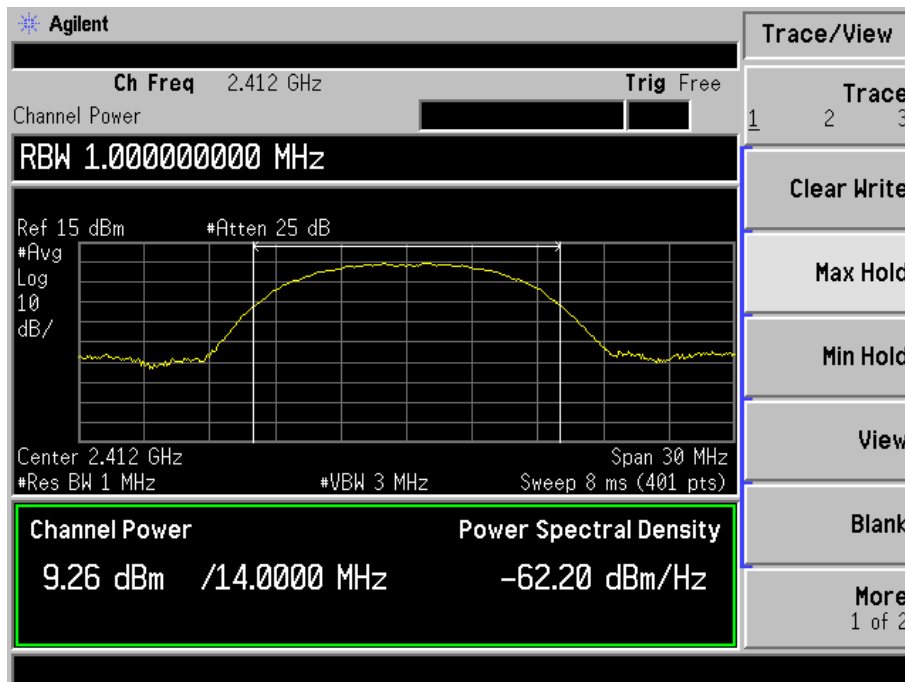 Agilent
Trace/View
Ch Freq 2.412 GHz Trig Free
Channel Power
Trace
1 2 3
RBW 1.000000000 MHz
Clear Write
Ref 15 dBm #Atten 25 dB
#Avg
Log
10
dB/
Max Hold
Min Hold
View
Center 2.412 GHz Span 30 MHz
#Res BW 1 MHz #VBW 3 MHz Sweep 8 ms (401 pts)
Channel Power Power Spectral Density
Blank
9.26 dBm /14.0000 MHz -62.20 dBm/Hz
More
1 of 2